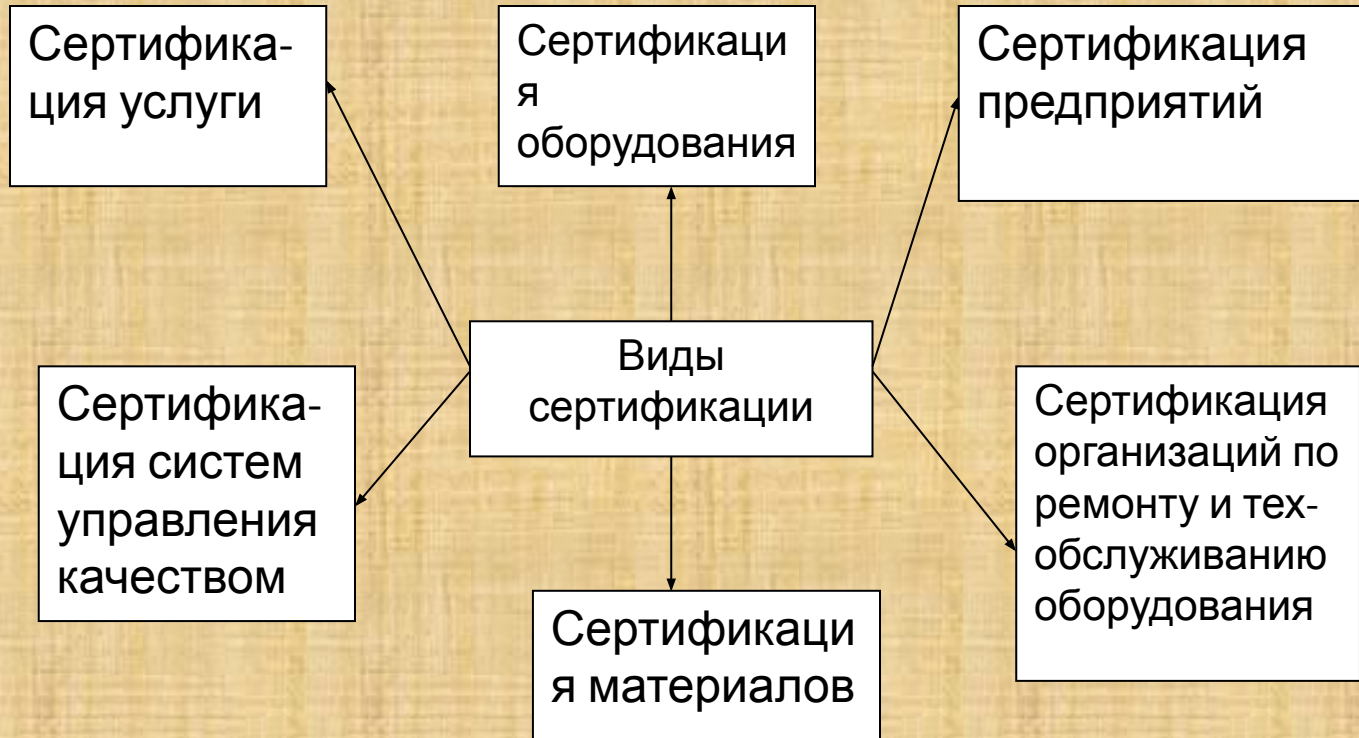 Сертифика-
ция услуги
Сертификаци
я
оборудования
Сертификация
предприятий
Виды
сертификации
Сертифика-
ция систем
управления
качеством
Сертификация
организаций по
ремонту и тех-
обслуживанию
оборудования
Сертификаци
я материалов